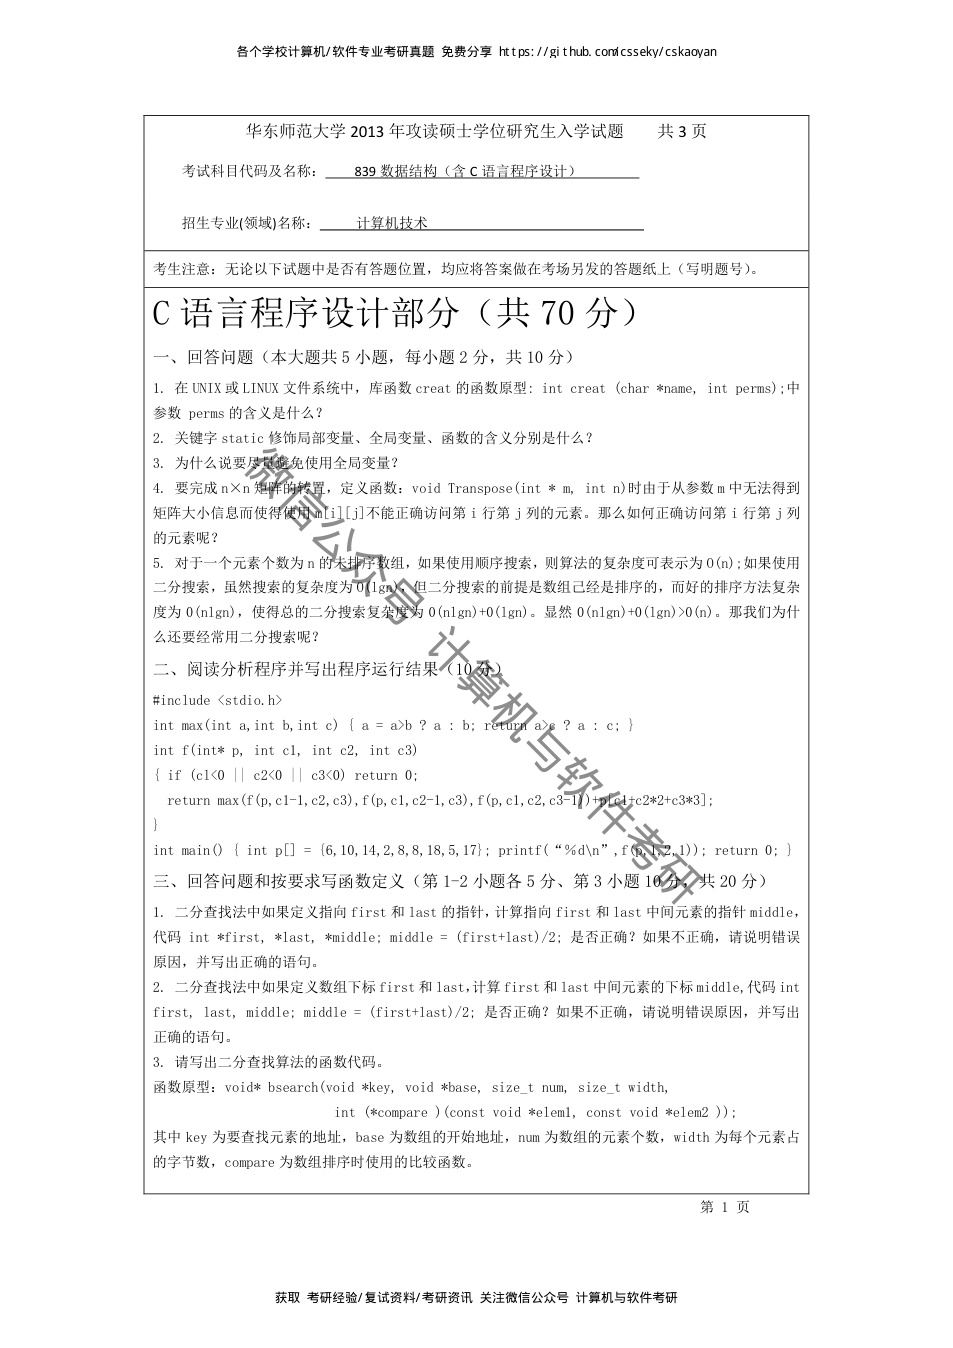 各个学校计算机/软件专业考研真题 免费分享 https://github.com/csseky/cskaoyan
华东师范大学 2013 年攻读硕士学位研究生入学试题 共 3 页
考试科目代码及名称： 839 数据结构（含 C 语言程序设计）
招生专业(领域)名称： 计算机技术
考生注意：无论以下试题中是否有答题位置，均应将答案做在考场另发的答题纸上（写明题号）。
C 语言程序设计部分（共 70 分）
一、回答问题（本大题共 5 小题，每小题 2 分，共 10 分）
1. 在 UNIX 或 LINUX 文件系统中，库函数 creat 的函数原型: int creat (char *name, int perms);中
参数 perms 的含义是什么？
2. 关键字 static 修饰局部变量、全局变量、函数的含义分别是什么？
3. 为什么说要尽量避免使用全局变量？
4. 要完成 n×n 矩阵的转置，定义函数：void Transpose(int * m, int n)时由于从参数 m 中无法得到
矩阵大小信息而使得使用 m[i][j]不能正确访问第 i 行第 j 列的元素。那么如何正确访问第 i 行第 j 列
的元素呢？
5. 对于一个元素个数为 n 的未排序数组，如果使用顺序搜索，则算法的复杂度可表示为 O(n);如果使用
二分搜索，虽然搜索的复杂度为 O(lgn)，但二分搜索的前提是数组己经是排序的，而好的排序方法复杂
度为 O(nlgn)，使得总的二分搜索复杂度为 O(nlgn)+O(lgn)。显然 O(nlgn)+O(lgn)>O(n)。那我们为什
么还要经常用二分搜索呢？
二、阅读分析程序并写出程序运行结果（10 分）
#include <stdio.h>
int max(int a,int b,int c) { a = a>b ? a : b; return a>c ? a : c; }
int f(int* p, int c1, int c2, int c3)
{ if (c1<0 || c2<0 || c3<0) return 0;
return max(f(p,c1-1,c2,c3),f(p,c1,c2-1,c3),f(p,c1,c2,c3-1))+p[c1+c2*2+c3*3];
}
int main() { int p[] = {6,10,14,2,8,8,18,5,17}; printf(“%d\n”,f(p,1,2,1)); return 0; }
三、回答问题和按要求写函数定义（第 1-2 小题各 5 分、第 3 小题 10 分，共 20 分）
1. 二分查找法中如果定义指向 first 和 last 的指针，计算指向 first 和 last 中间元素的指针 middle，
代码 int *first, *last, *middle; middle = (first+last)/2; 是否正确？如果不正确，请说明错误
原因，并写出正确的语句。
2. 二分查找法中如果定义数组下标 first 和 last，计算 first 和 last 中间元素的下标 middle,代码 int
first, last, middle; middle = (first+last)/2; 是否正确？如果不正确，请说明错误原因，并写出
正确的语句。
3. 请写出二分查找算法的函数代码。
函数原型：void* bsearch(void *key, void *base, size_t num, size_t width,
int (*compare )(const void *elem1, const void *elem2 ));
其中 key 为要查找元素的地址，base 为数组的开始地址，num 为数组的元素个数，width 为每个元素占
的字节数，compare 为数组排序时使用的比较函数。
第 1 页
微信公众号 计算机与软件考研
获取 考研经验/复试资料/考研资讯 关注微信公众号 计算机与软件考研